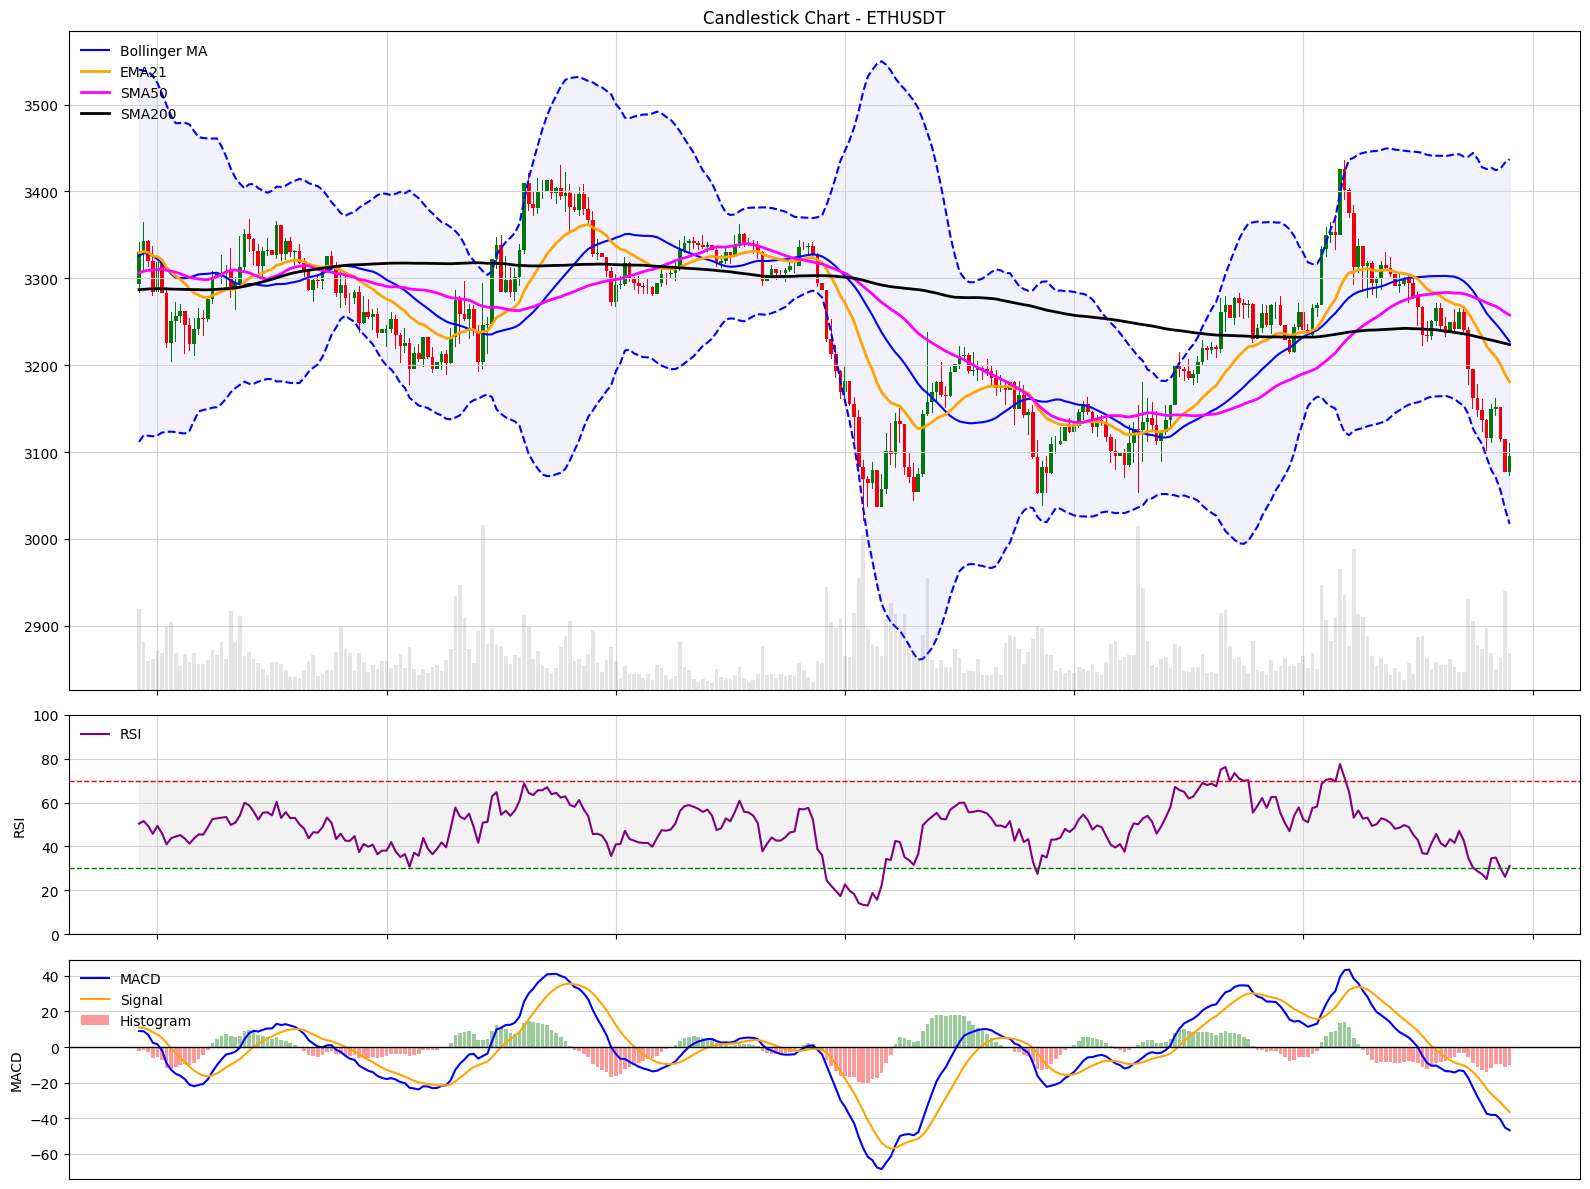 Candlestick Chart - ETHUSDT
Bollinger MA
EMA21
SMA50
SMA200
3500
3400
3300
3200
3100
3000
2900
RSI
100
80
60
40
20
0
RSI
MACD
Signal
Histogram
40
20
0
−20
−40
−60
MACD